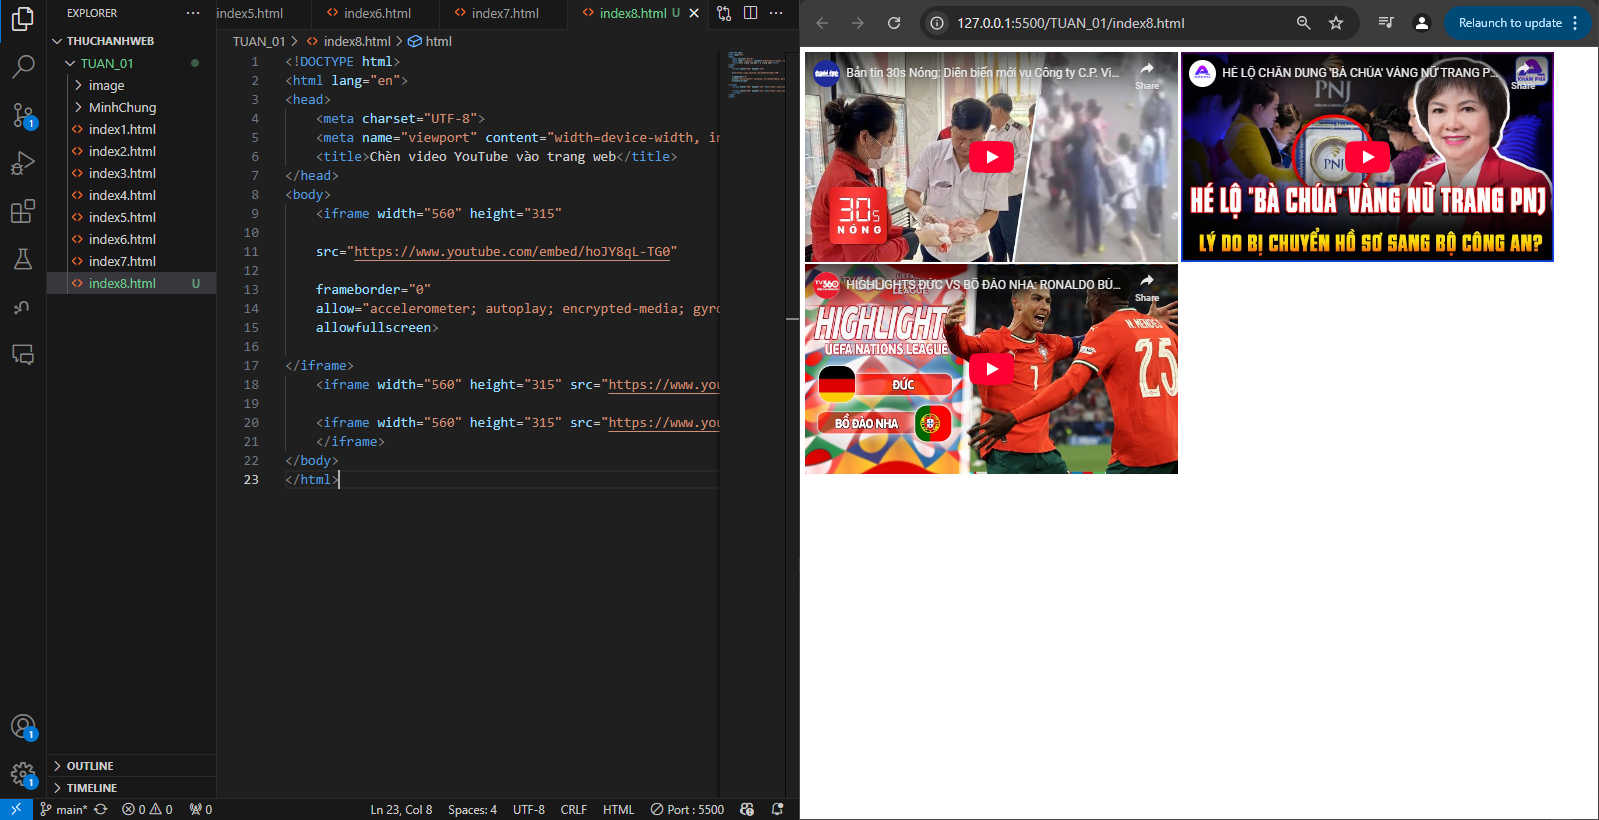 EXPLORER
THUCHANHWEB
TUAN_01
image
MinhChung
index1.html
index2.html
index3.html
index4.html
index5.html
index6.html
index7.html
index8.html U
OUTLINE
TIMELINE
1
1
1
index5.html index6.html index7.html index8.html U
TUAN_01 > index8.html > html
1 <!DOCTYPE html>
2 <html lang="en">
3 <head>
4 <meta charset="UTF-8">
5 <meta name="viewport" content="width=device-width, in
6 <title>Chèn video YouTube vào trang web</title>
7 </head>
8 <body>
9 <iframe width="560" height="315"
10
11 src="https://www.youtube.com/embed/hoJY8qL-TG0"
12
13 frameborder="0"
14 allow="accelerometer; autoplay; encrypted-media; gyro
15 allowfullscreen>
16
17 </iframe>
18 <iframe width="560" height="315" src="https://www.you
19
20 <iframe width="560" height="315" src="https://www.you
21 </iframe>
22 </body>
23 </html>
main* 0 0 0 Ln 23, Col 8 Spaces: 4 UTF-8 CRLF HTML Port : 5500
127.0.0.1:5500/TUAN_01/index8.html
Relaunch to update
Bản tin 30s Nóng: Diễn biến mới vụ Công ty C.P. Vi...
Share
30s
NÓNG
HÉ LỘ CHÂN DUNG 'BÀ CHÚA' VÀNG NỮ TRANG P...
Share
KHÁM PHÁ
PNJ
PNJ
HÉ LỘ "BÀ CHÚA" VÀNG NỮ TRANG PNJ
LÝ DO BỊ CHUYỂN HỒ SƠ SANG BỘ CÔNG AN?
TV360
HIGHLIGHTS ĐỨC VS BỒ ĐÀO NHA: RONALDO BÙ...
Share
LEAGUE
HIGHLIGHT
UEFA NATIONS LEAGUE
ĐỨC
BỒ ĐÀO NHA
7
N. MENDES
25